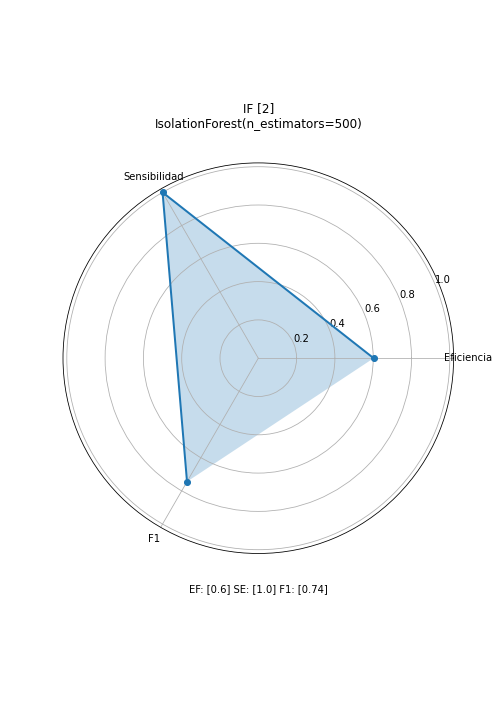 IF [2]
IsolationForest(n_estimators=500)
Sensibilidad
1.0
0.8
0.6
0.4
0.2
Eficiencia
F1
EF: [0.6] SE: [1.0] F1: [0.74]